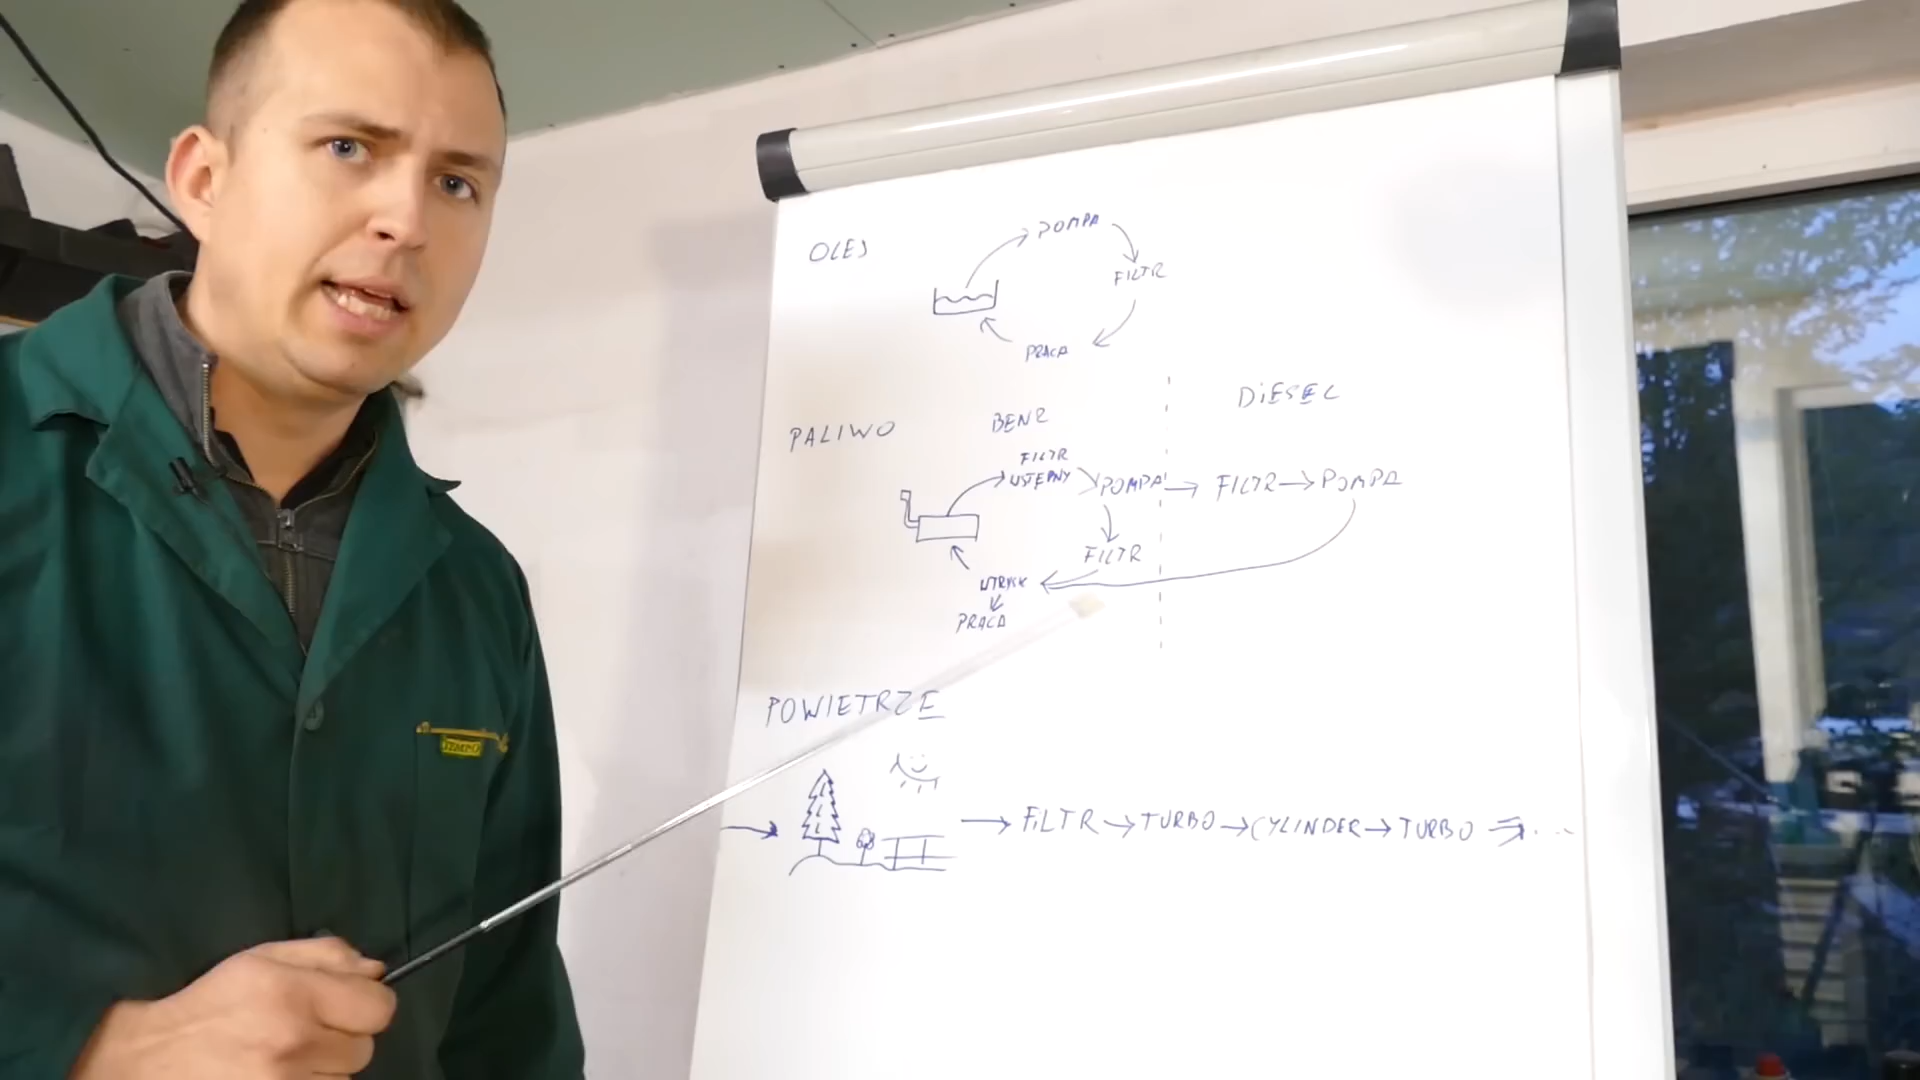 OLEJ
POMPA
FILTR
PRACA
PALIWO
BENZ
DiESEL
FILTR
WSTĘPNY
POMPA → FILTR → POMPA
FILTR
WTRYSK
PRACA
POWIETRZE
→ → FiLTR → TURBO → CYLINDER → TURBO ⇒ ...
TEMPO